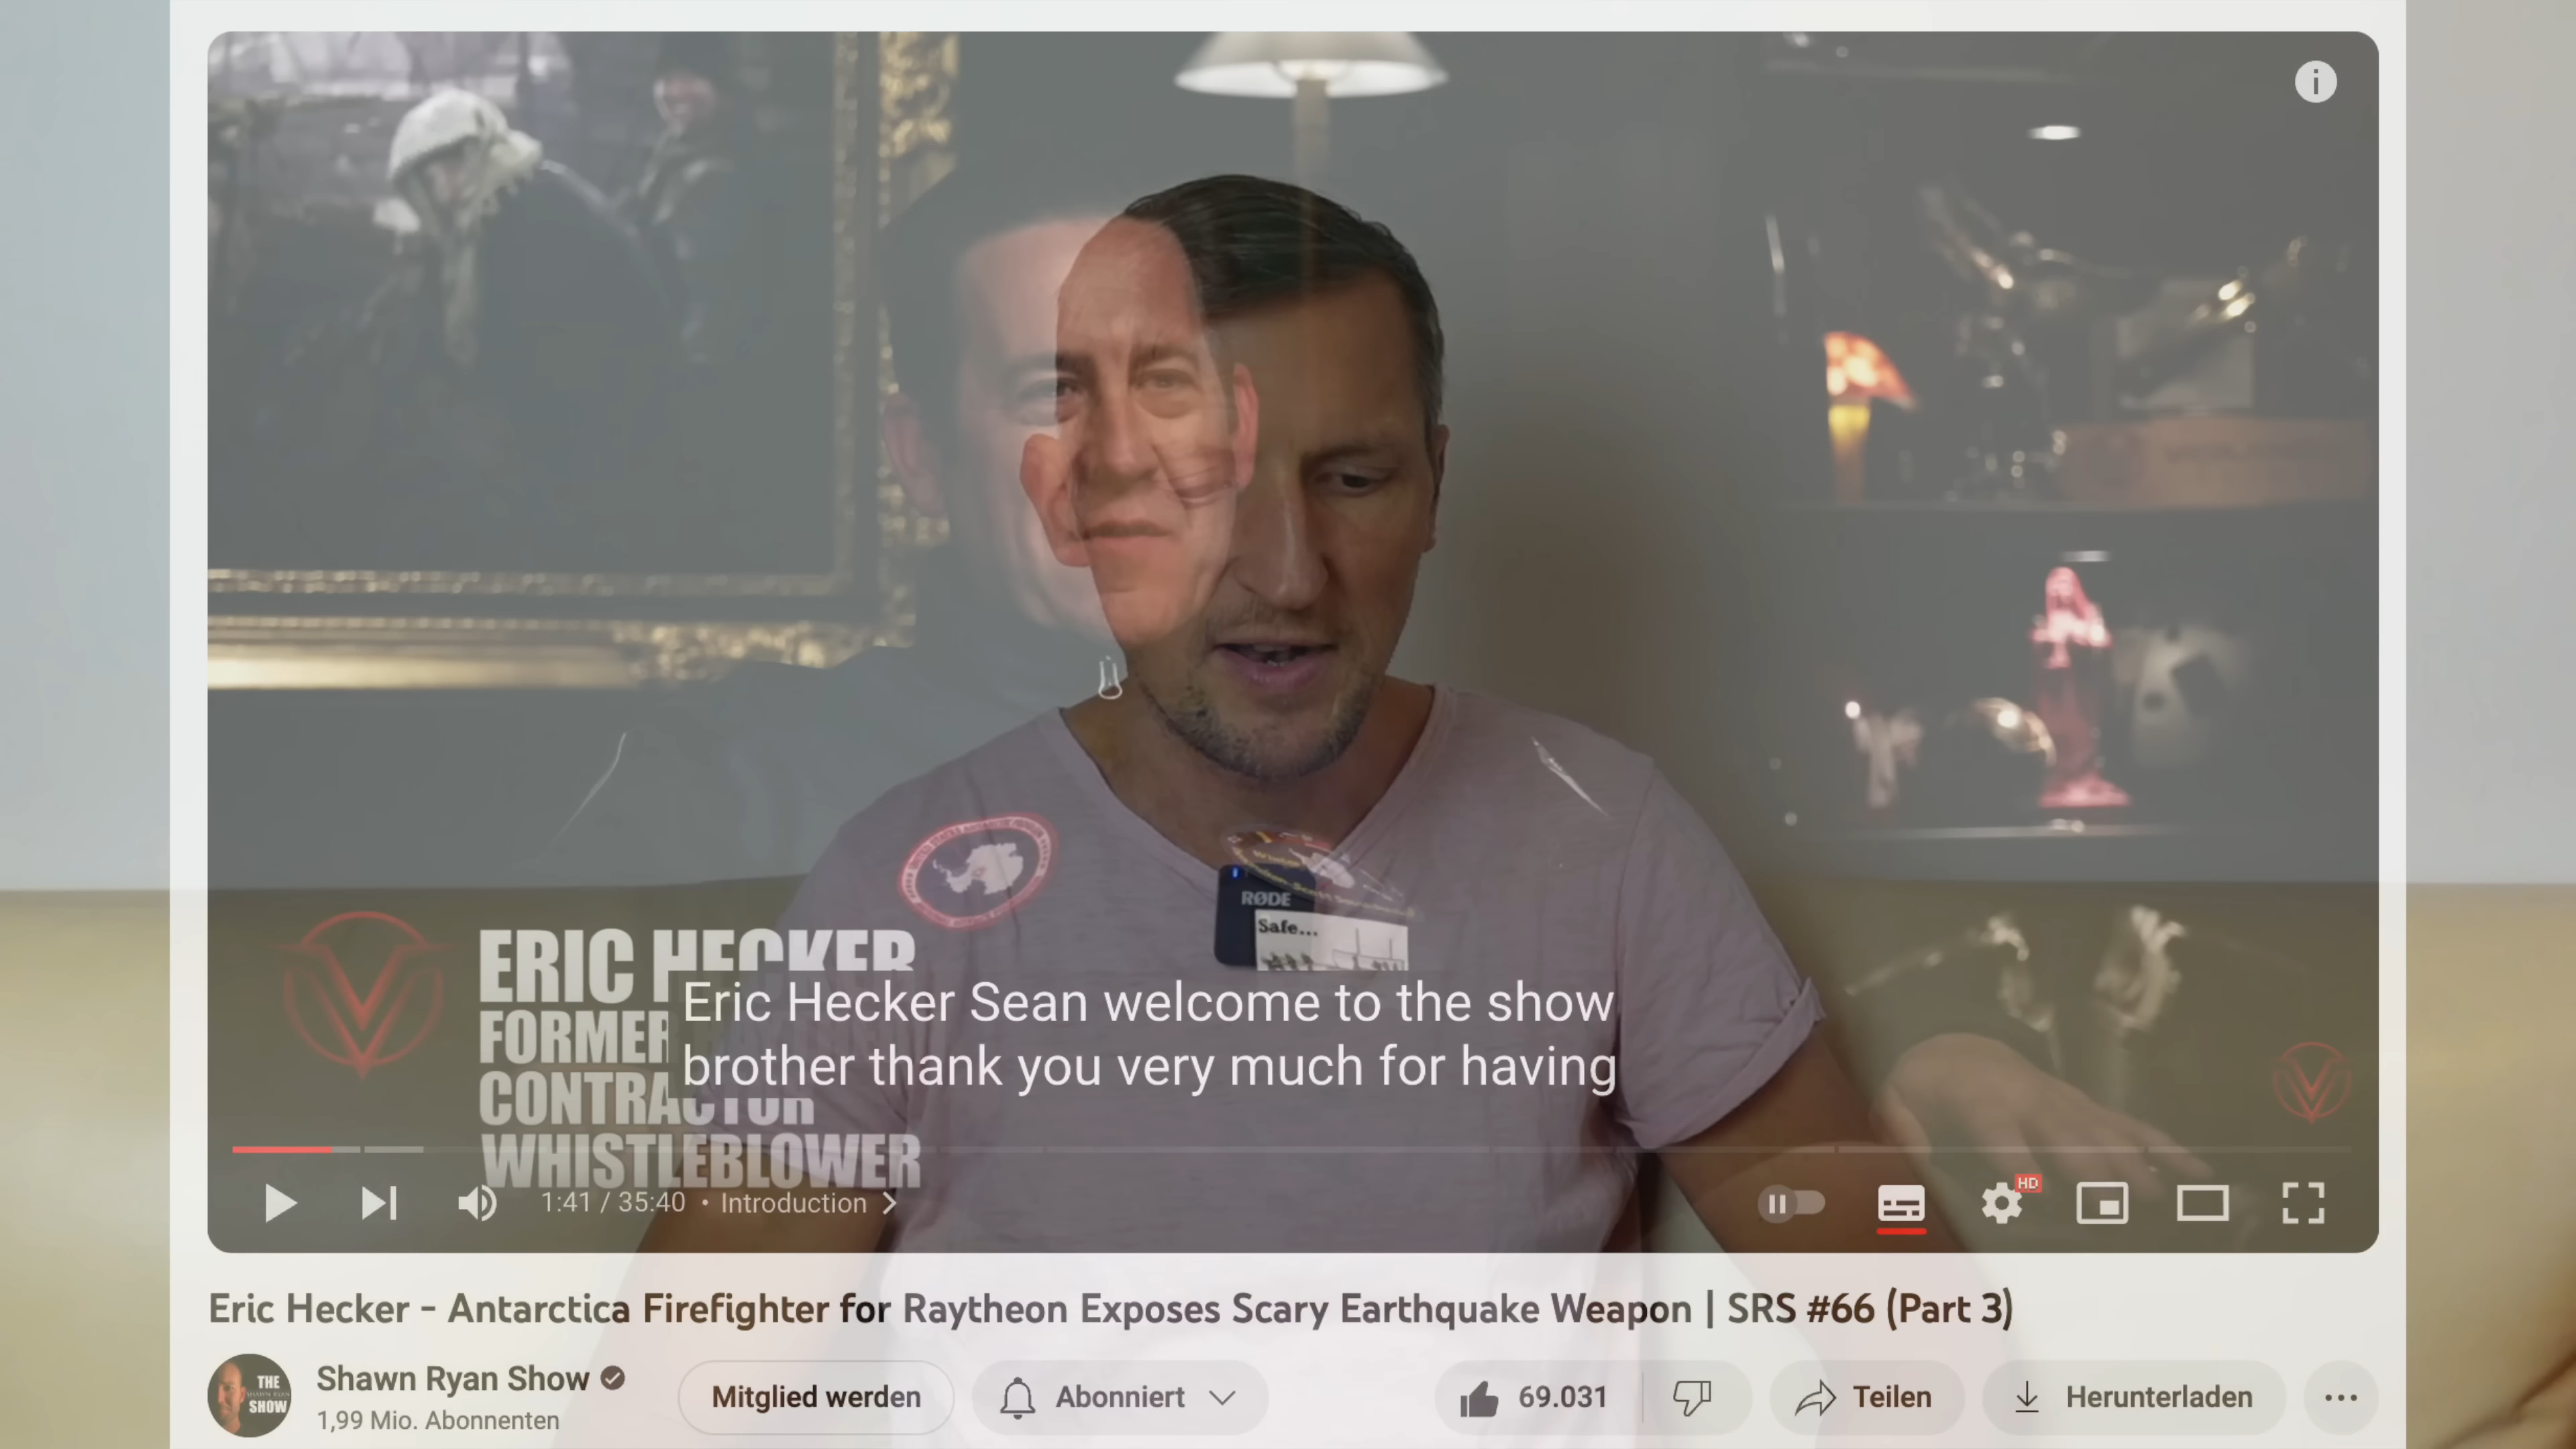 RØDE
Safe...
ERIC HECKER
FORMER
CONTRACTOR
WHISTLEBLOWER
Eric Hecker Sean welcome to the show
brother thank you very much for having
1:41 / 35:40 • Introduction
HD
Eric Hecker - Antarctica Firefighter for Raytheon Exposes Scary Earthquake Weapon | SRS #66 (Part 3)
THE
SHAWN RYAN
SHOW
Shawn Ryan Show
1,99 Mio. Abonnenten
Mitglied werden
Abonniert
69.031
Teilen
Herunterladen